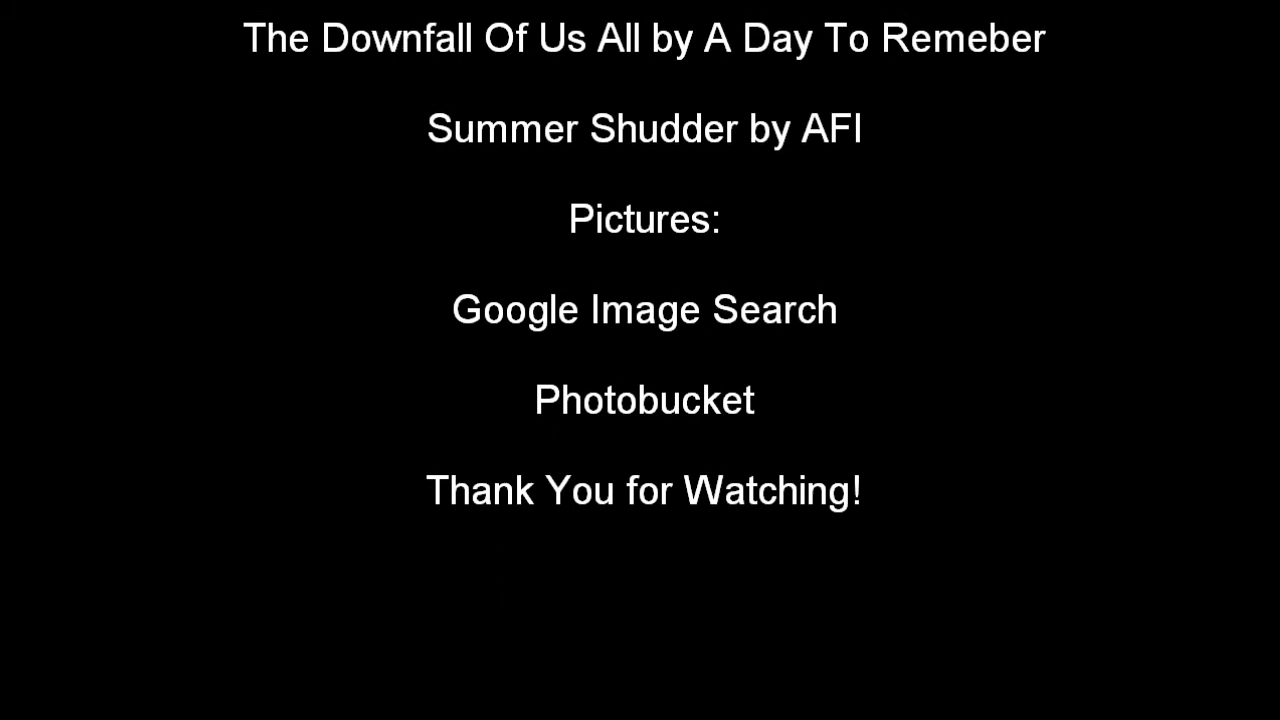 The Downfall Of Us All by A Day To Remeber
Summer Shudder by AFI
Pictures:
Google Image Search
Photobucket
Thank You for Watching!